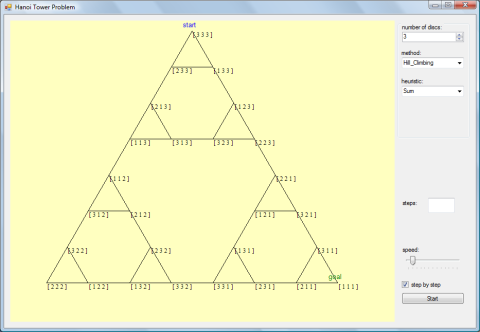 Hanoi Tower Problem
start
[ 3 3 3 ]
[ 2 3 3 ]
[ 1 3 3 ]
[ 2 1 3 ]
[ 1 2 3 ]
[ 1 1 3 ]
[ 3 1 3 ]
[ 3 2 3 ]
[ 2 2 3 ]
[ 1 1 2 ]
[ 2 2 1 ]
[ 3 1 2 ]
[ 2 1 2 ]
[ 1 2 1 ]
[ 3 2 1 ]
[ 3 2 2 ]
[ 2 3 2 ]
[ 1 3 1 ]
[ 3 1 1 ]
goal
[ 2 2 2 ]
[ 1 2 2 ]
[ 1 3 2 ]
[ 3 3 2 ]
[ 3 3 1 ]
[ 2 3 1 ]
[ 2 1 1 ]
[ 1 1 1 ]
number of discs:
3
method:
Hill_Climbing
heuristic:
Sum
steps:
speed:
step by step
Start